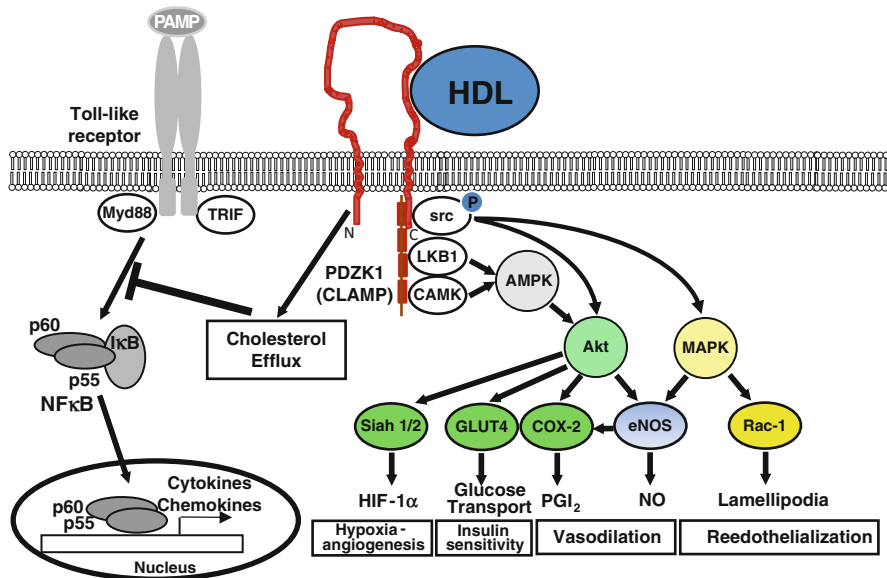 PAMP
HDL
Toll-like
receptor
Myd88
TRIF
N
C
src
P
PDZK1
(CLAMP)
LKB1
CAMK
AMPK
Cholesterol
Efflux
p60
IκB
p55
NFκB
Akt
MAPK
Siah 1/2
GLUT4
COX-2
eNOS
Rac-1
HIF-1α
Glucose
Transport
PGI2
NO
Lamellipodia
Hypoxia -
angiogenesis
Insulin
sensitivity
Vasodilation
Reedothelialization
Cytokines
Chemokines
p60
p55
Nucleus